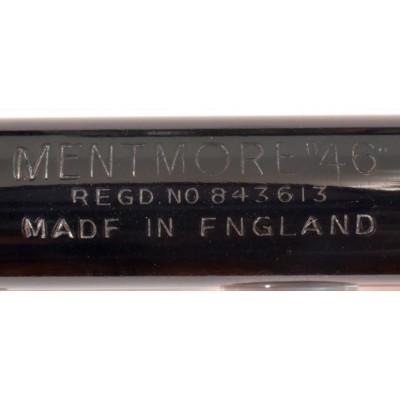 MENTMORE "46"
REGD. NO 843613
MADE IN ENGLAND